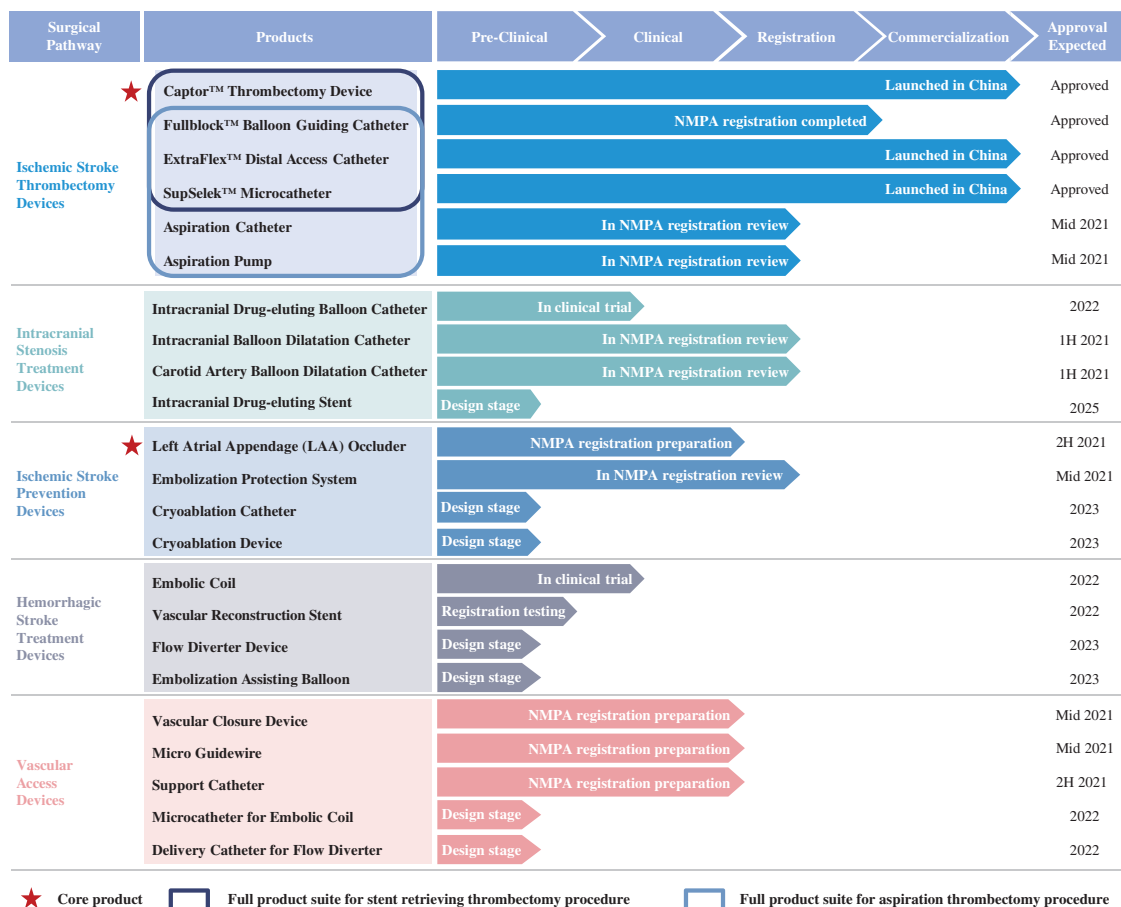 Surgical
Pathway
Products
Pre-Clinical
Clinical
Registration
Commercialization
Approval
Expected
Ischemic Stroke
Thrombectomy
Devices
Captor™ Thrombectomy Device
Launched in China
Approved
Fullblock™ Balloon Guiding Catheter
NMPA registration completed
Approved
ExtraFlex™ Distal Access Catheter
Launched in China
Approved
SupSelek™ Microcatheter
Launched in China
Approved
Aspiration Catheter
In NMPA registration review
Mid 2021
Aspiration Pump
In NMPA registration review
Mid 2021
Intracranial
Stenosis
Treatment
Devices
Intracranial Drug-eluting Balloon Catheter
In clinical trial
2022
Intracranial Balloon Dilatation Catheter
In NMPA registration review
1H 2021
Carotid Artery Balloon Dilatation Catheter
In NMPA registration review
1H 2021
Intracranial Drug-eluting Stent
Design stage
2025
Ischemic Stroke
Prevention
Devices
Left Atrial Appendage (LAA) Occluder
NMPA registration preparation
2H 2021
Embolization Protection System
In NMPA registration review
Mid 2021
Cryoablation Catheter
Design stage
2023
Cryoablation Device
Design stage
2023
Hemorrhagic
Stroke
Treatment
Devices
Embolic Coil
In clinical trial
2022
Vascular Reconstruction Stent
Registration testing
2022
Flow Diverter Device
Design stage
2023
Embolization Assisting Balloon
Design stage
2023
Vascular
Access
Devices
Vascular Closure Device
NMPA registration preparation
Mid 2021
Micro Guidewire
NMPA registration preparation
Mid 2021
Support Catheter
NMPA registration preparation
2H 2021
Microcatheter for Embolic Coil
Design stage
2022
Delivery Catheter for Flow Diverter
Design stage
2022
Core product
Full product suite for stent retrieving thrombectomy procedure
Full product suite for aspiration thrombectomy procedure